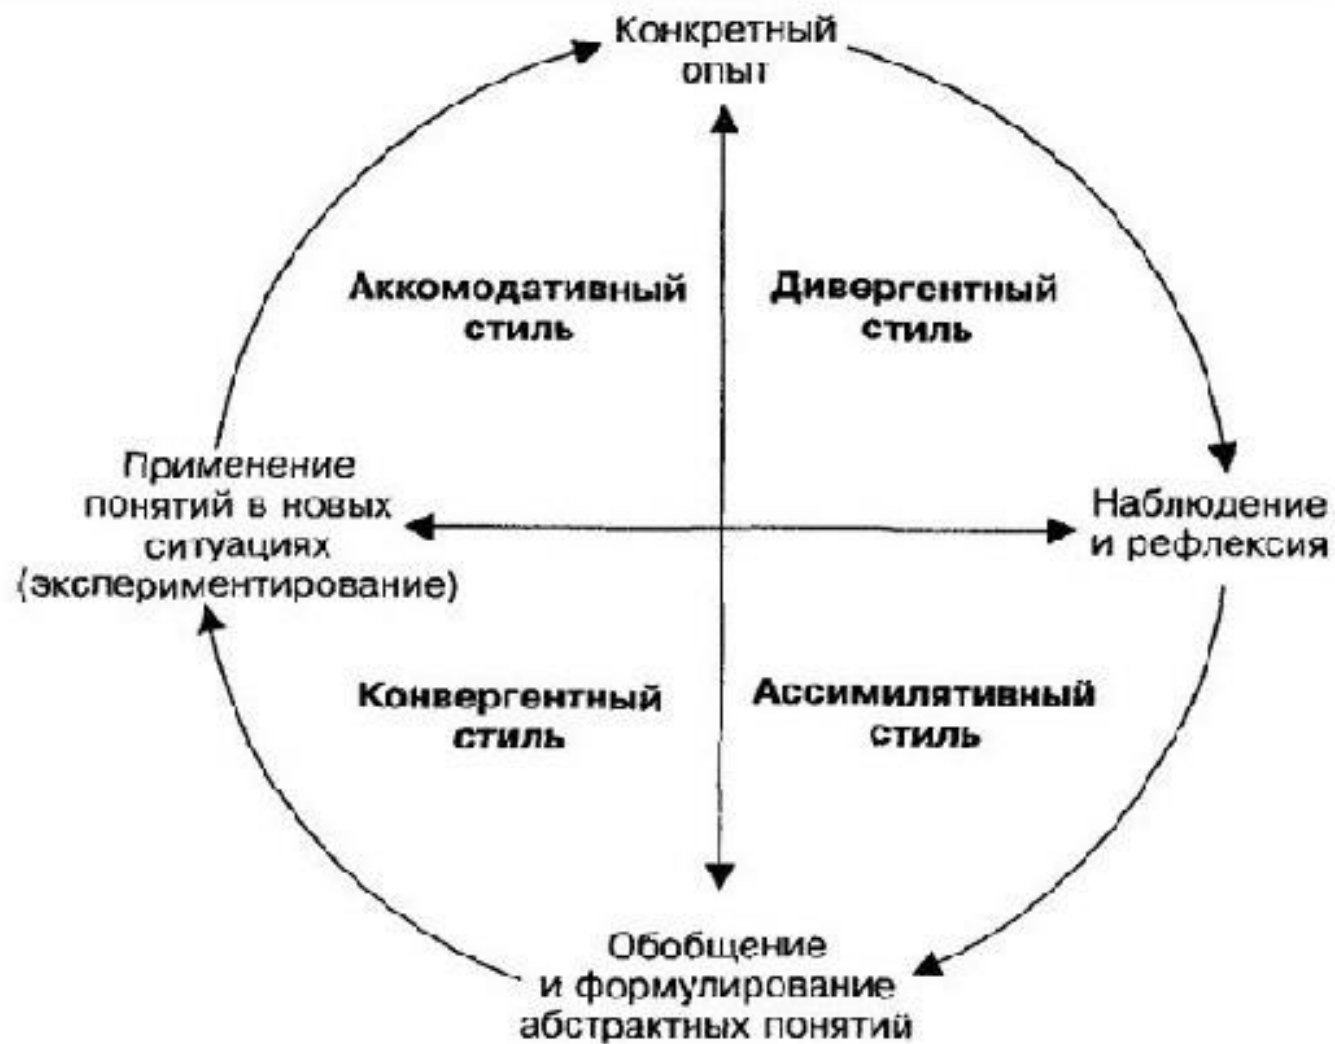 Конкретный
опыт
Аккомодативный
стиль
Дивергентный
стиль
Применение
понятий в новых
ситуациях
(экспериментирование)
Наблюдение
и рефлексия
Конвергентный
стиль
Ассимилятивный
стиль
Обобщение
и формулирование
абстрактных понятий